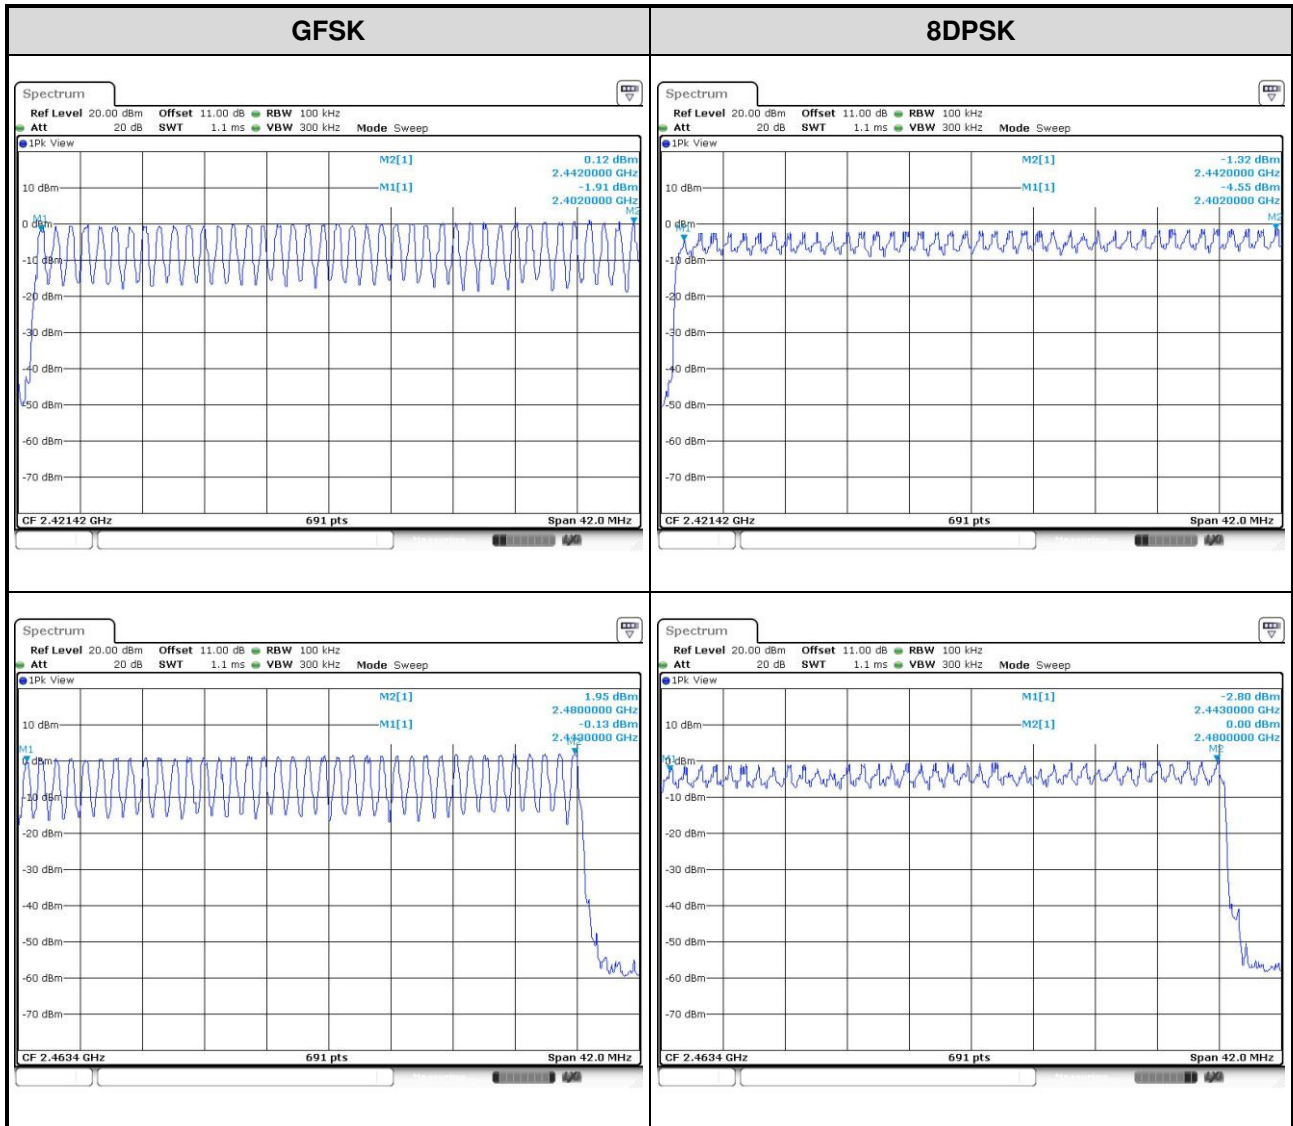 GFSK 8DPSK
Spectrum
Ref Level 20.00 dBm Offset 11.00 dB RBW 100 kHz
Att 20 dB SWT 1.1 ms VBW 300 kHz Mode Sweep
1Pk View
M2[1] 0.12 dBm
2.4420000 GHz
10 dBm M1[1] -1.91 dBm
2.4020000 GHz
M1 M2
0 dBm
-10 dBm
-20 dBm
-30 dBm
-40 dBm
-50 dBm
-60 dBm
-70 dBm
CF 2.42142 GHz 691 pts Span 42.0 MHz
Spectrum
Ref Level 20.00 dBm Offset 11.00 dB RBW 100 kHz
Att 20 dB SWT 1.1 ms VBW 300 kHz Mode Sweep
1Pk View
M2[1] -1.32 dBm
2.4420000 GHz
10 dBm M1[1] -4.55 dBm
2.4020000 GHz
M2
0 dBm
M1
-10 dBm
-20 dBm
-30 dBm
-40 dBm
-50 dBm
-60 dBm
-70 dBm
CF 2.42142 GHz 691 pts Span 42.0 MHz
Spectrum
Ref Level 20.00 dBm Offset 11.00 dB RBW 100 kHz
Att 20 dB SWT 1.1 ms VBW 300 kHz Mode Sweep
1Pk View
M2[1] 1.95 dBm
2.4800000 GHz
10 dBm M1[1] -0.13 dBm
2.4430000 GHz
M1 M2
0 dBm
-10 dBm
-20 dBm
-30 dBm
-40 dBm
-50 dBm
-60 dBm
-70 dBm
CF 2.4634 GHz 691 pts Span 42.0 MHz
Spectrum
Ref Level 20.00 dBm Offset 11.00 dB RBW 100 kHz
Att 20 dB SWT 1.1 ms VBW 300 kHz Mode Sweep
1Pk View
M1[1] -2.80 dBm
2.4430000 GHz
10 dBm M2[1] 0.00 dBm
2.4800000 GHz
M2
M1
0 dBm
-10 dBm
-20 dBm
-30 dBm
-40 dBm
-50 dBm
-60 dBm
-70 dBm
CF 2.4634 GHz 691 pts Span 42.0 MHz